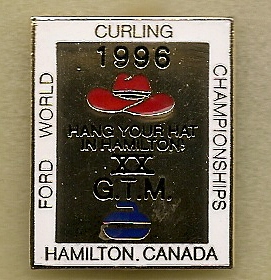 CURLING
FORD WORLD
CHAMPIONSHIPS
1996
HANG YOUR HAT
IN HAMILTON;
XX
G.T.M.
HAMILTON, CANADA